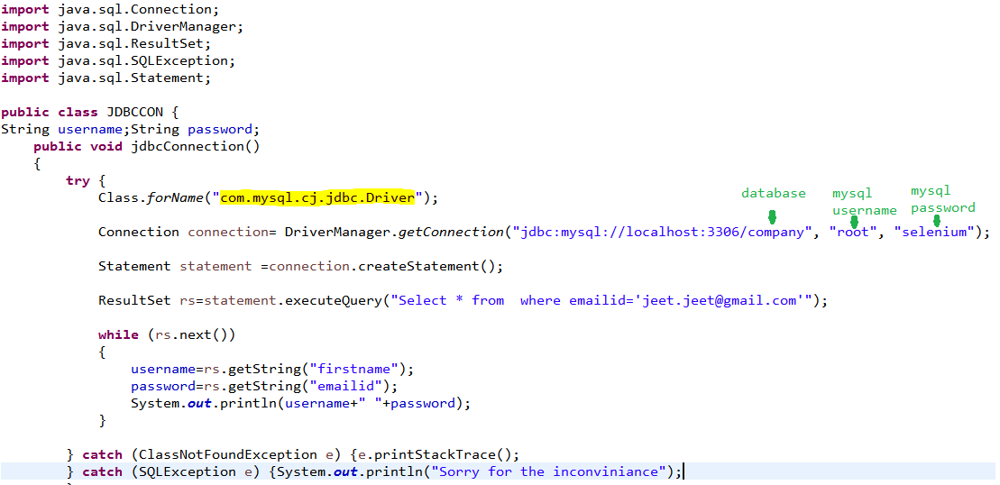 import java.sql.Connection;
import java.sql.DriverManager;
import java.sql.ResultSet;
import java.sql.SQLException;
import java.sql.Statement;

public class JDBCCON {
String username;String password;
    public void jdbcConnection()
    {
        try {
            Class.forName("com.mysql.cj.jdbc.Driver");
database mysql username mysql password
            Connection connection= DriverManager.getConnection("jdbc:mysql://localhost:3306/company", "root", "selenium");

            Statement statement =connection.createStatement();

            ResultSet rs=statement.executeQuery("Select * from  where emailid='jeet.jeet@gmail.com'");

            while (rs.next())
            {
                username=rs.getString("firstname");
                password=rs.getString("emailid");
                System.out.println(username+" "+password);
            }

        } catch (ClassNotFoundException e) {e.printStackTrace();
        } catch (SQLException e) {System.out.println("Sorry for the inconviniance");